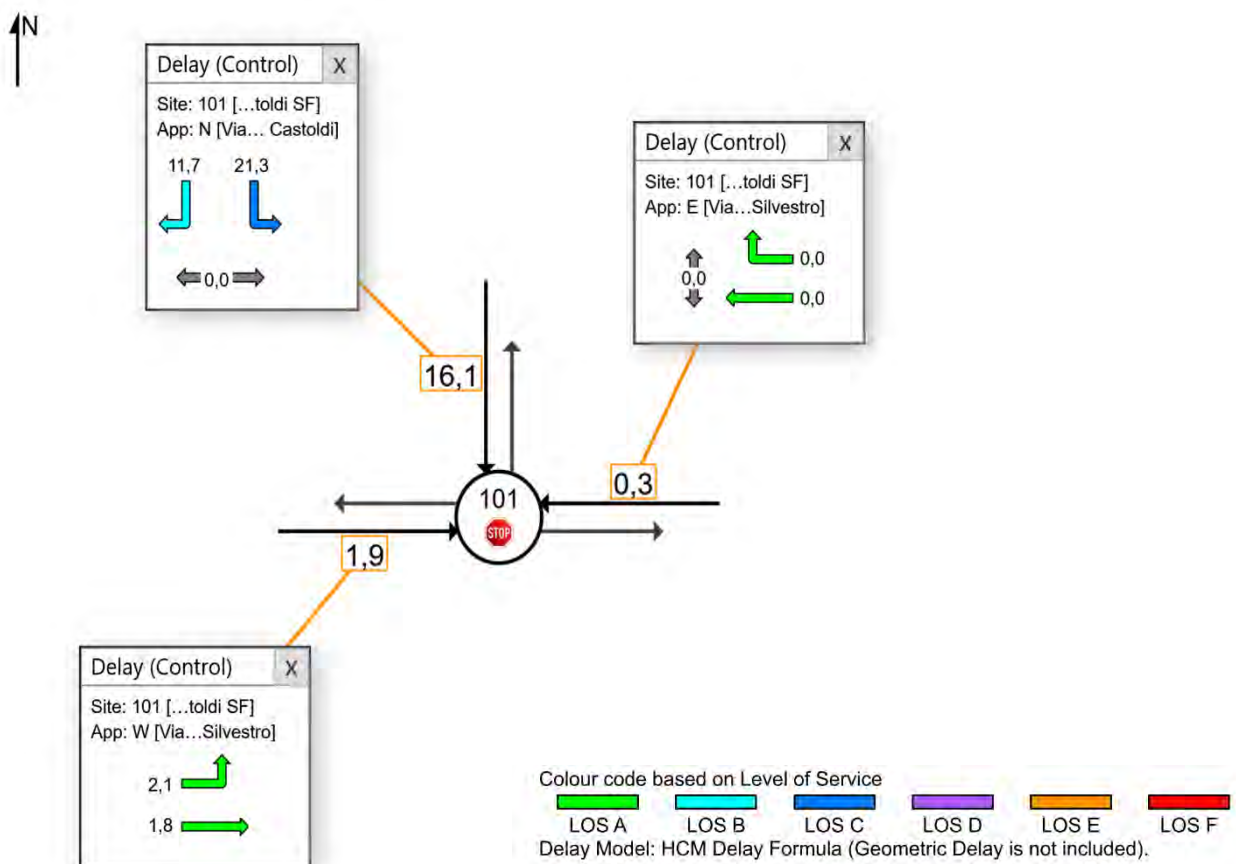 N
Delay (Control) X
Site: 101 [...toldi SF]
App: N [Via... Castoldi]
11,7 21,3
0,0
Delay (Control) X
Site: 101 [...toldi SF]
App: E [Via...Silvestro]
0,0
0,0
0,0
16,1
0,3
101
STOP
1,9
Delay (Control) X
Site: 101 [...toldi SF]
App: W [Via...Silvestro]
2,1
1,8
Colour code based on Level of Service
LOS A LOS B LOS C LOS D LOS E LOS F
Delay Model: HCM Delay Formula (Geometric Delay is not included).